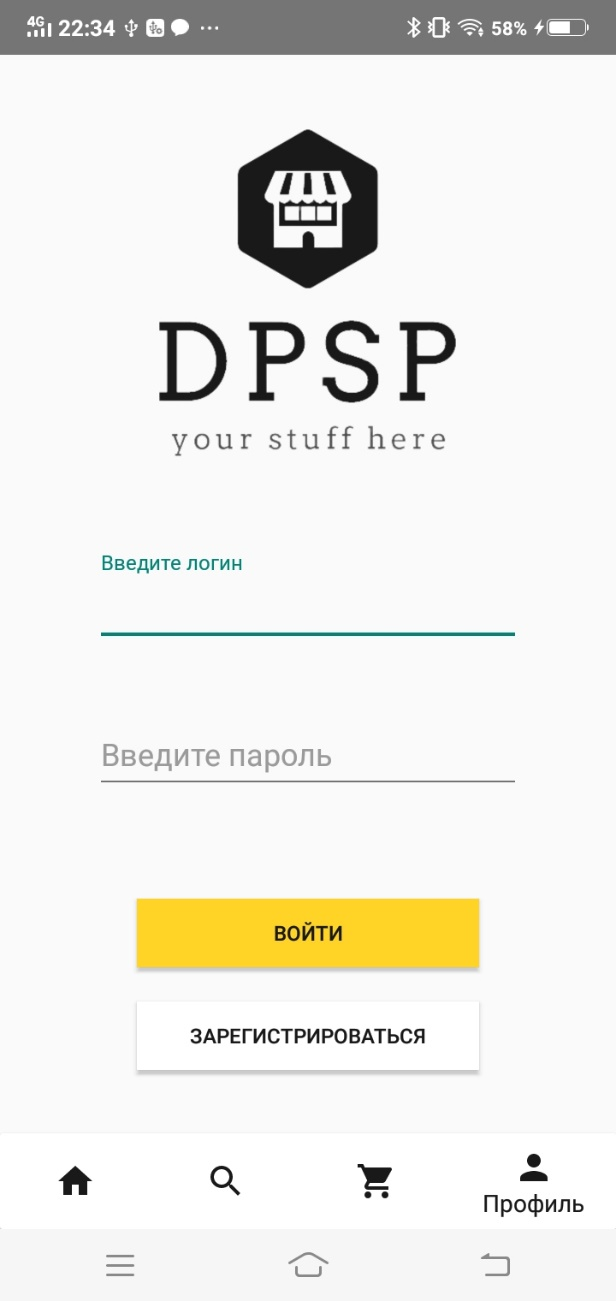 4G 22:34 58%
DPSP
your stuff here
Введите логин
Введите пароль
ВОЙТИ
ЗАРЕГИСТРИРОВАТЬСЯ
Профиль